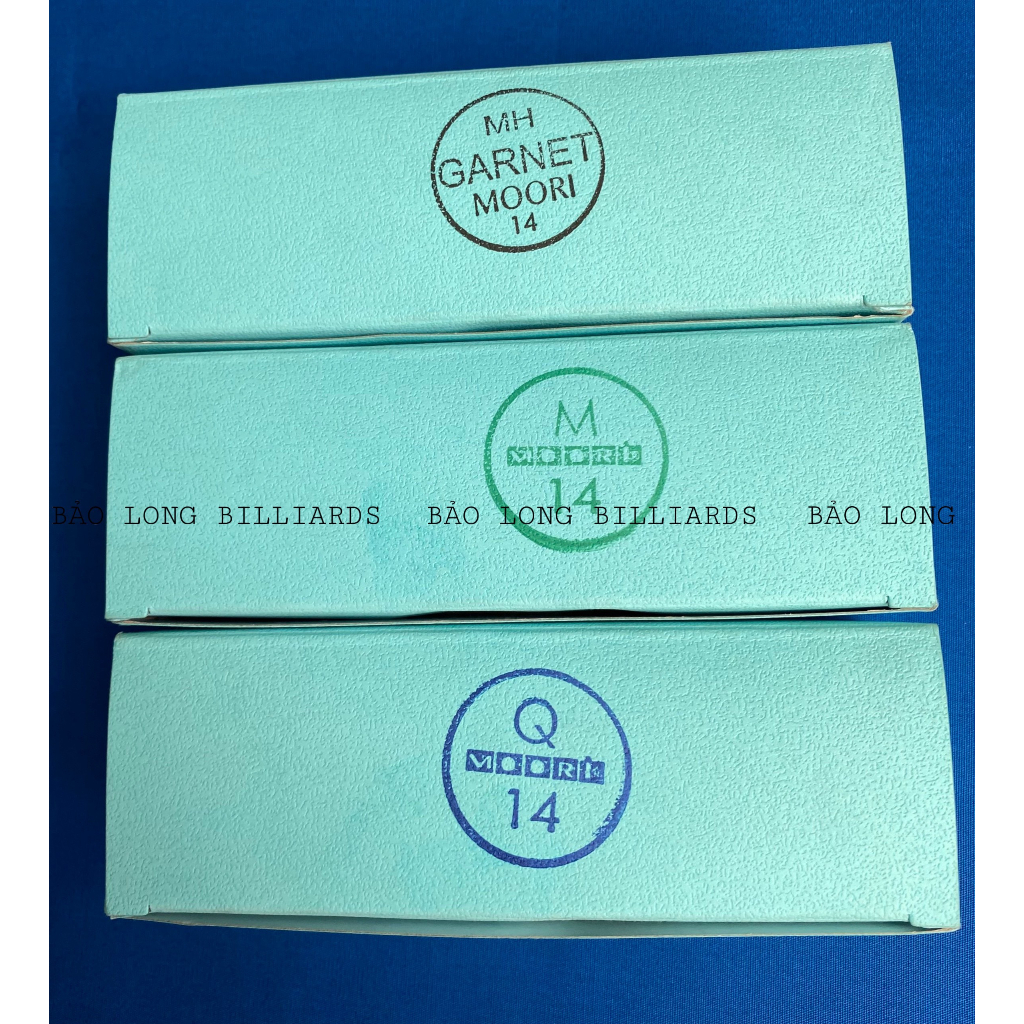 MH
GARNET
MOORI
14
M
MOORI
14
BẢO LONG BILLIARDS BẢO LONG BILLIARDS BẢO LONG
Q
MOORI
14